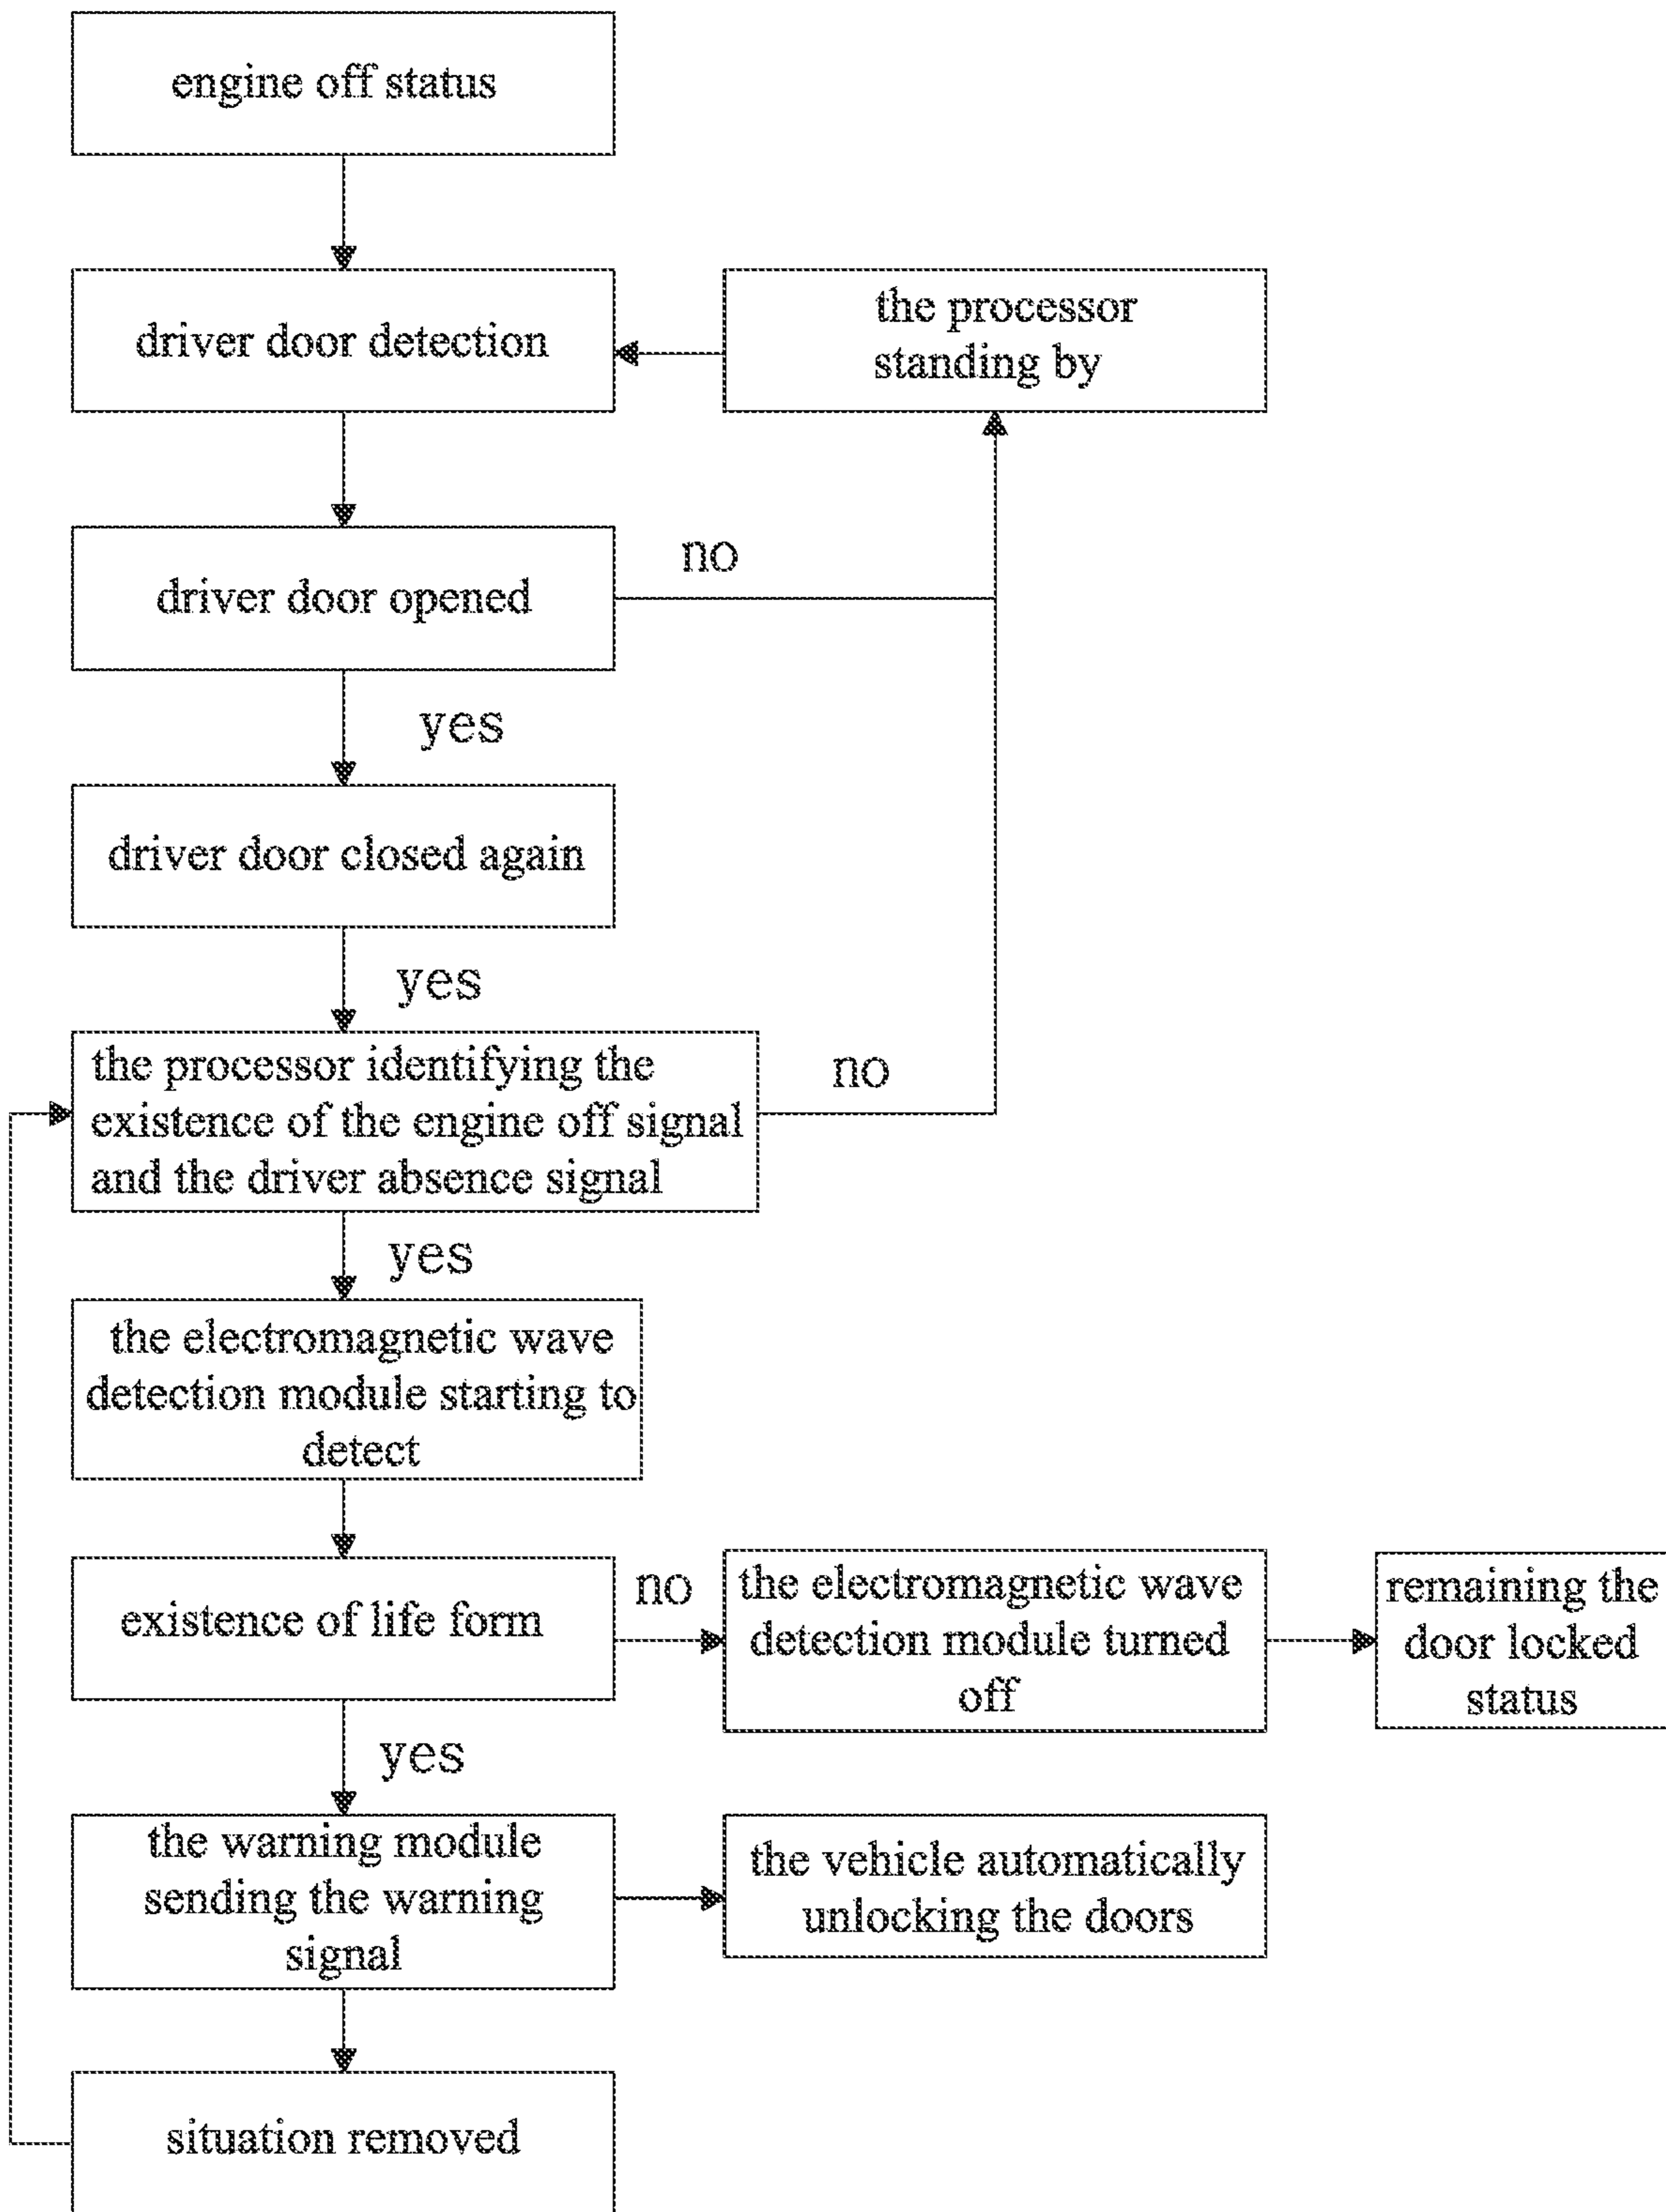 engine off status
driver door detection
the processor
standing by
driver door opened
no
yes
driver door closed again
yes
the processor identifying the
existence of the engine off signal
and the driver absence signal
no
yes
the electromagnetic wave
detection module starting to
detect
existence of life form
no
the electromagnetic wave
detection module turned
off
remaining the
door locked
status
yes
the warning module
sending the warning
signal
the vehicle automatically
unlocking the doors
situation removed